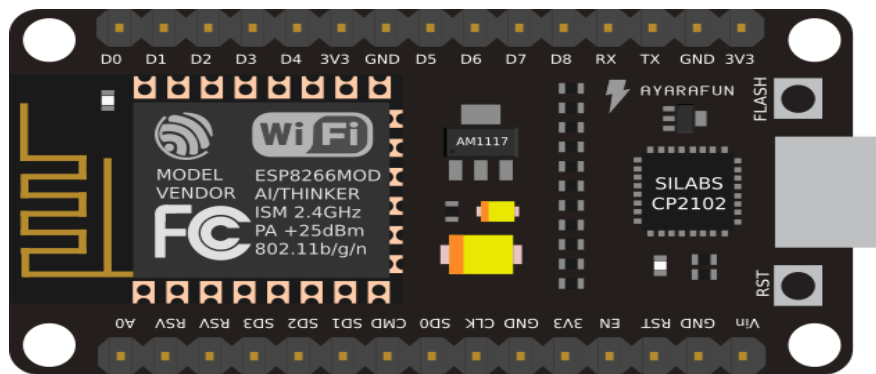 D0 D1 D2 D3 D4 3V3 GND D5 D6 D7 D8 RX TX GND 3V3
AYARAFUN
FLASH
AM1117
WiFi
MODEL
VENDOR
ESP8266MOD
AI/THINKER
ISM 2.4GHz
PA +25dBm
802.11b/g/n
FC
SILABS
CP2102
RST
A0 RSV RSV SD3 SD2 SD1 CMD SD0 CLK GND 3V3 EN RST GND Vin